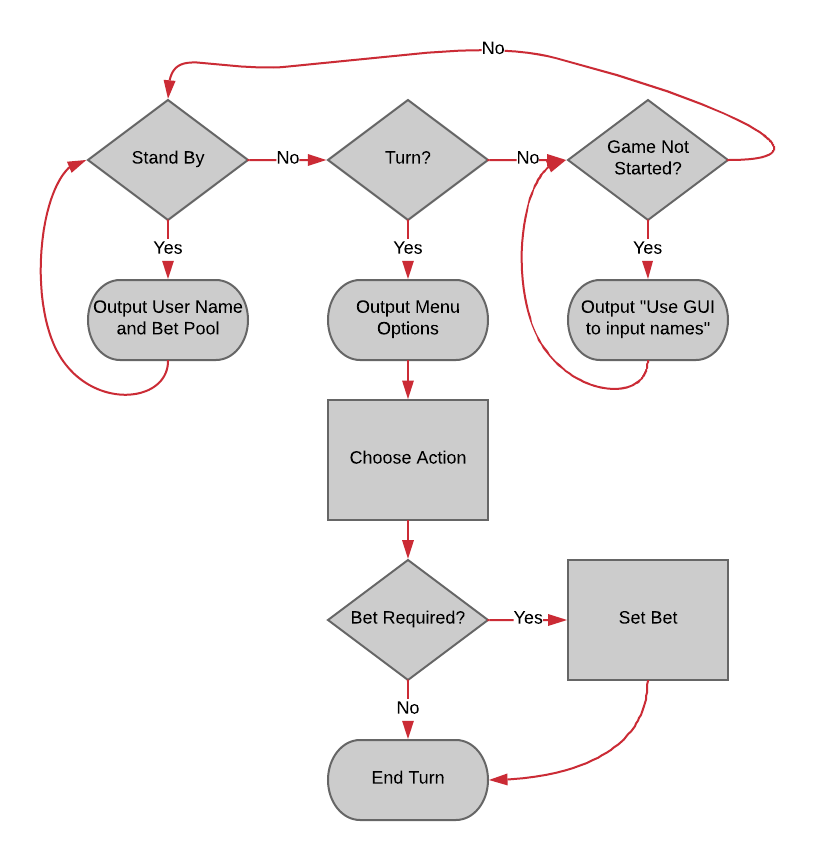 No
Stand By
No
Turn?
No
Game Not
Started?
Yes
Yes
Yes
Output User Name
and Bet Pool
Output Menu
Options
Output "Use GUI
to input names"
Choose Action
Bet Required?
Yes
Set Bet
No
End Turn